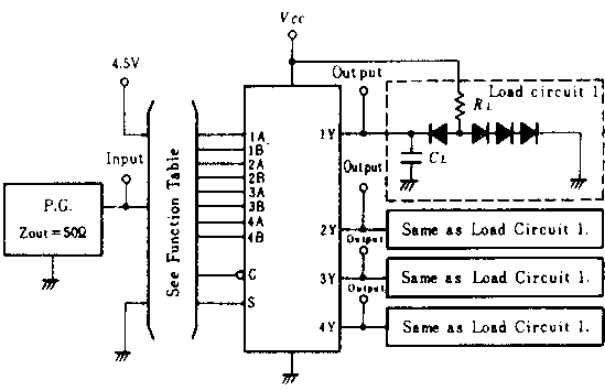 Vcc
4.5V
Output
Load circuit 1
RL
1A
1Y
1B
CL
Input
2A
Output
2B
See Function Table
P.G.
3A
3B
Zout = 50Ω
4A
4B
2Y
Same as Load Circuit 1.
Output
G
3Y
Same as Load Circuit 1.
Output
S
4Y
Same as Load Circuit 1.